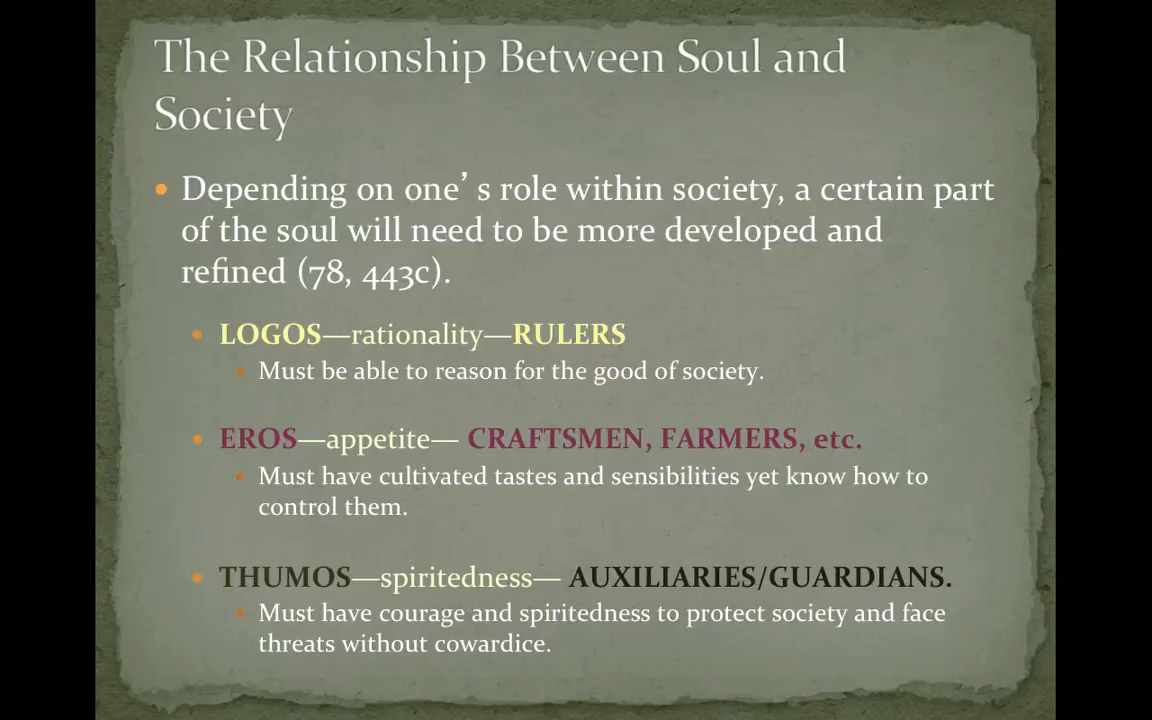 The Relationship Between Soul and
Society
• Depending on one’s role within society, a certain part
of the soul will need to be more developed and
refined (78, 443c).
• LOGOS—rationality—RULERS
• Must be able to reason for the good of society.
• EROS—appetite— CRAFTSMEN, FARMERS, etc.
• Must have cultivated tastes and sensibilities yet know how to
control them.
• THUMOS—spiritedness— AUXILIARIES/GUARDIANS.
• Must have courage and spiritedness to protect society and face
threats without cowardice.